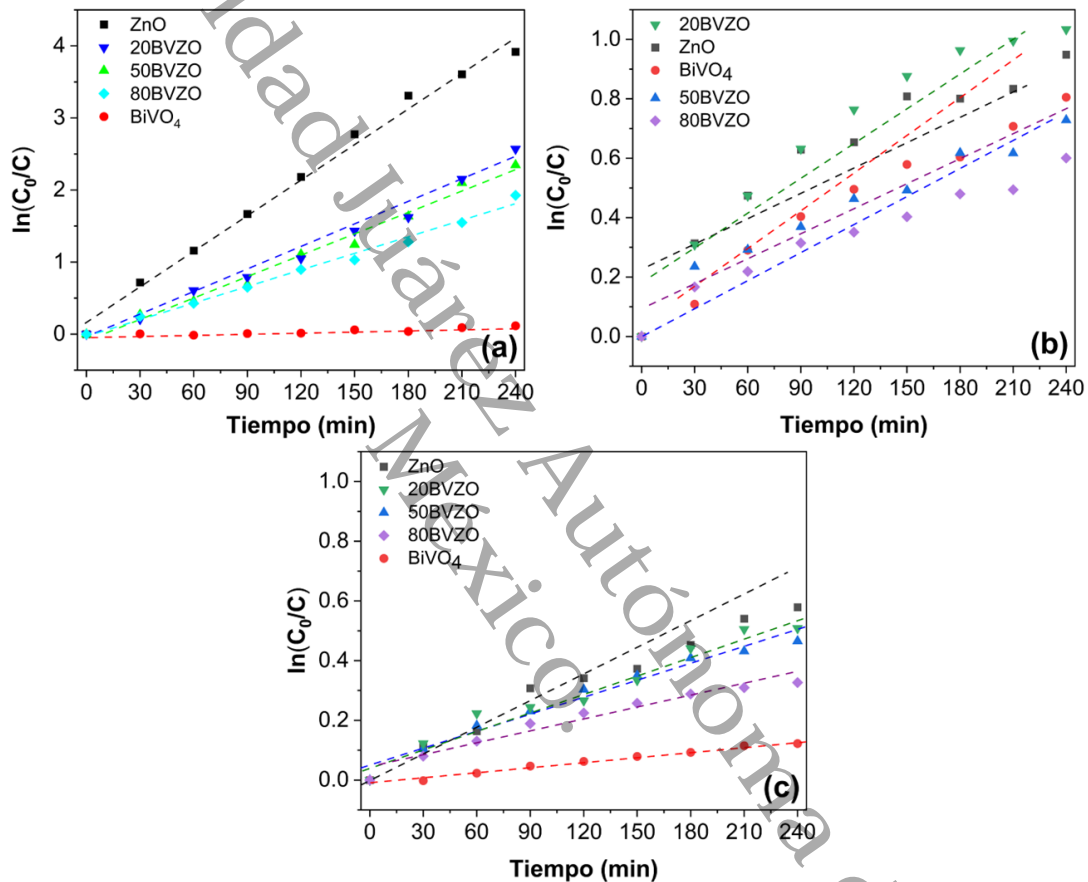 ZnO
20BVZO
50BVZO
80BVZO
BiVO4
ln(C0/C)
4
3
2
1
0
0 30 60 90 120 150 180 210 240
Tiempo (min)
(a)
20BVZO
ZnO
BiVO4
50BVZO
80BVZO
ln(C0/C)
1.0
0.8
0.6
0.4
0.2
0.0
0 30 60 90 120 150 180 210 240
Tiempo (min)
(b)
ZnO
20BVZO
50BVZO
80BVZO
BiVO4
ln(C0/C)
1.0
0.8
0.6
0.4
0.2
0.0
0 30 60 90 120 150 180 210 240
Tiempo (min)
(c)
Juárez Autónoma
México.